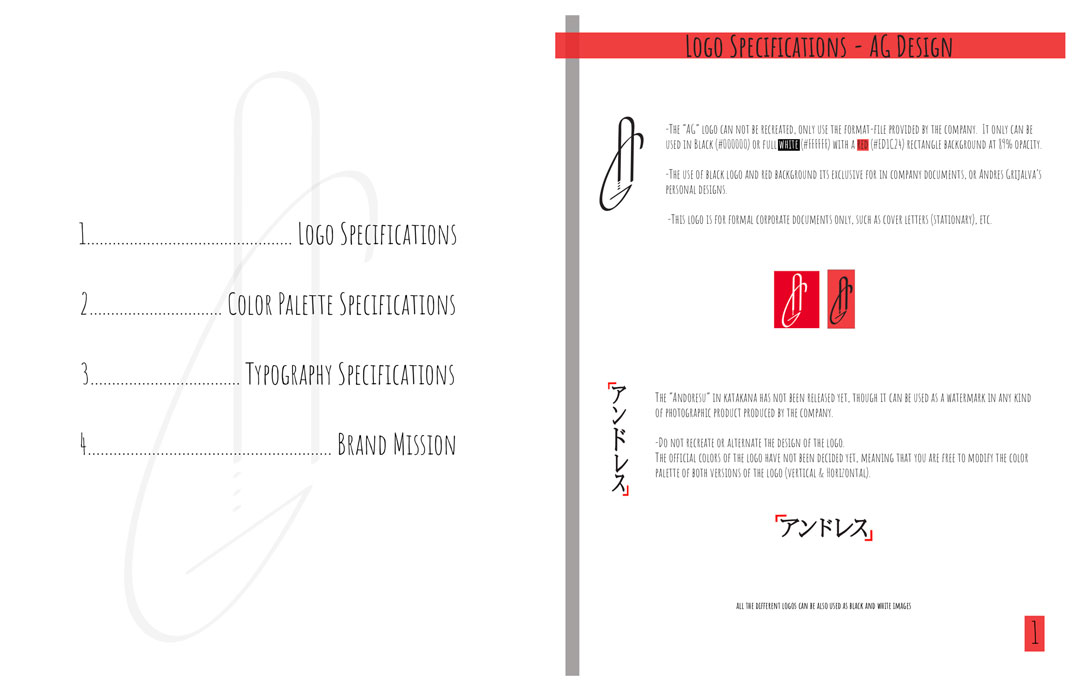 1............................................... Logo Specifications
2.............................. Color Palette Specifications
3.................................. Typography Specifications
4........................................................ Brand Mission
Logo Specifications - AG Design
-The "AG" logo can not be recreated, only use the format-file provided by the company. It only can be
used in Black (#000000) or full white (#FFFFFF) with a red (#ED1C24) rectangle background at 89% opacity.
-The use of black logo and red background its exclusive for in company documents, or Andres Grijalva's
personal designs.
-This logo is for formal corporate documents only, such as cover letters (stationary), etc.
「アンドレス」
The "Andoresu" in katakana has not been released yet, though it can be used as a watermark in any kind
of photographic product produced by the company.
-Do not recreate or alternate the design of the logo.
The official colors of the logo have not been decided yet, meaning that you are free to modify the color
palette of both versions of the logo (vertical & horizontal).
「アンドレス」
all the different logos can be also used as black and white images
1